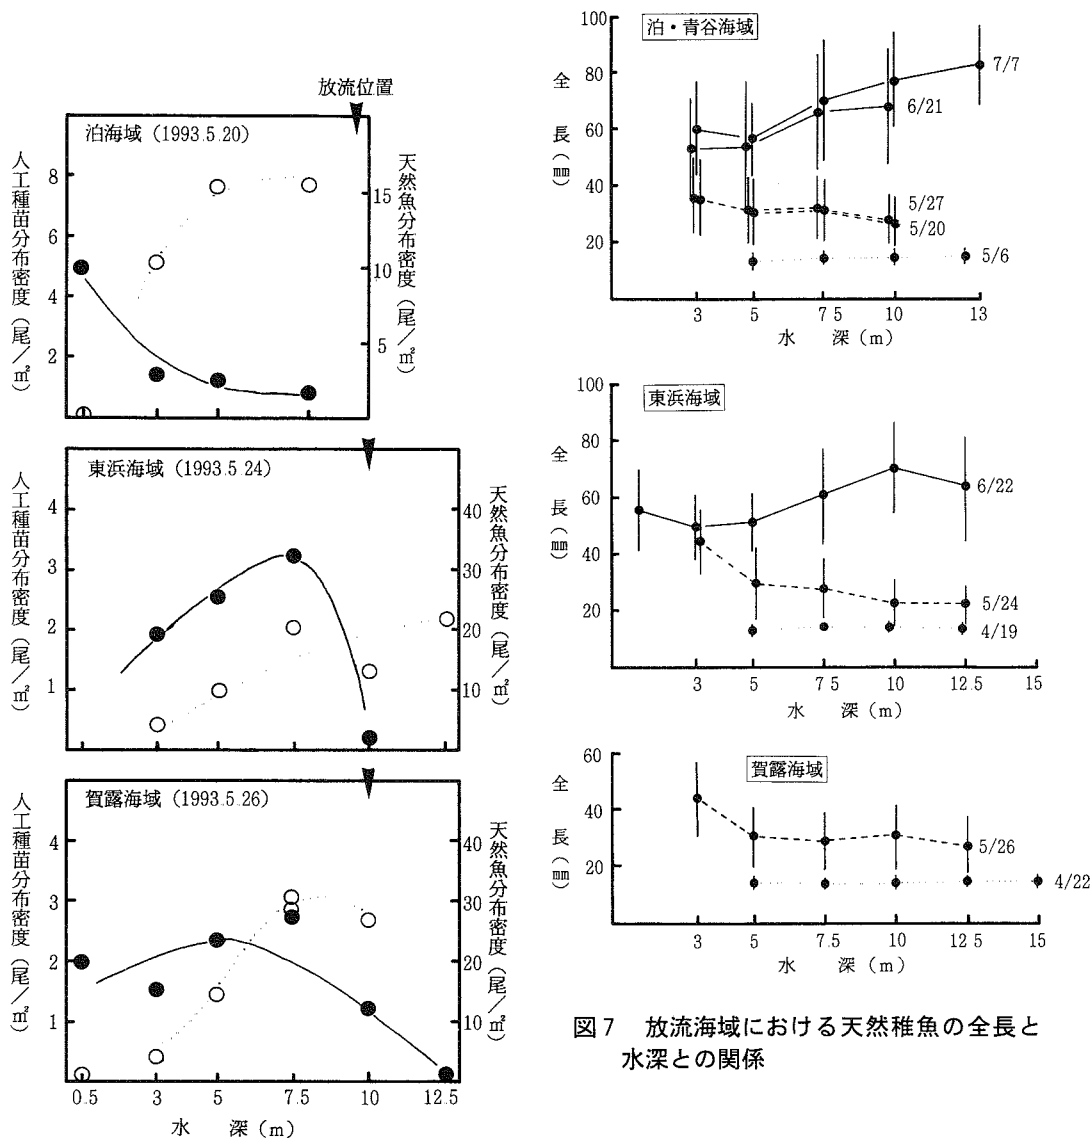 放流位置
泊海域(1993.5.20)
人工種苗分布密度(尾/㎡)
天然魚分布密度(尾/㎡)
8
6
4
2
15
10
5
東浜海域(1993.5.24)
人工種苗分布密度(尾/㎡)
天然魚分布密度(尾/㎡)
4
3
2
1
40
30
20
10
賀露海域(1993.5.26)
人工種苗分布密度(尾/㎡)
天然魚分布密度(尾/㎡)
4
3
2
1
40
30
20
10
0.5 3 5 7.5 10 12.5
水 深(m)
泊・青谷海域
全長(㎜)
100
80
60
40
20
7/7
6/21
5/27
5/20
5/6
3 5 7 5 10 13
水 深(m)
東浜海域
全長(㎜)
100
80
60
40
20
6/22
5/24
4/19
3 5 7 5 10 12 5 15
水 深(m)
賀露海域
全長(㎜)
60
40
20
5/26
4/22
3 5 7.5 10 12 5 15
水 深(m)
図7 放流海域における天然稚魚の全長と
水深との関係